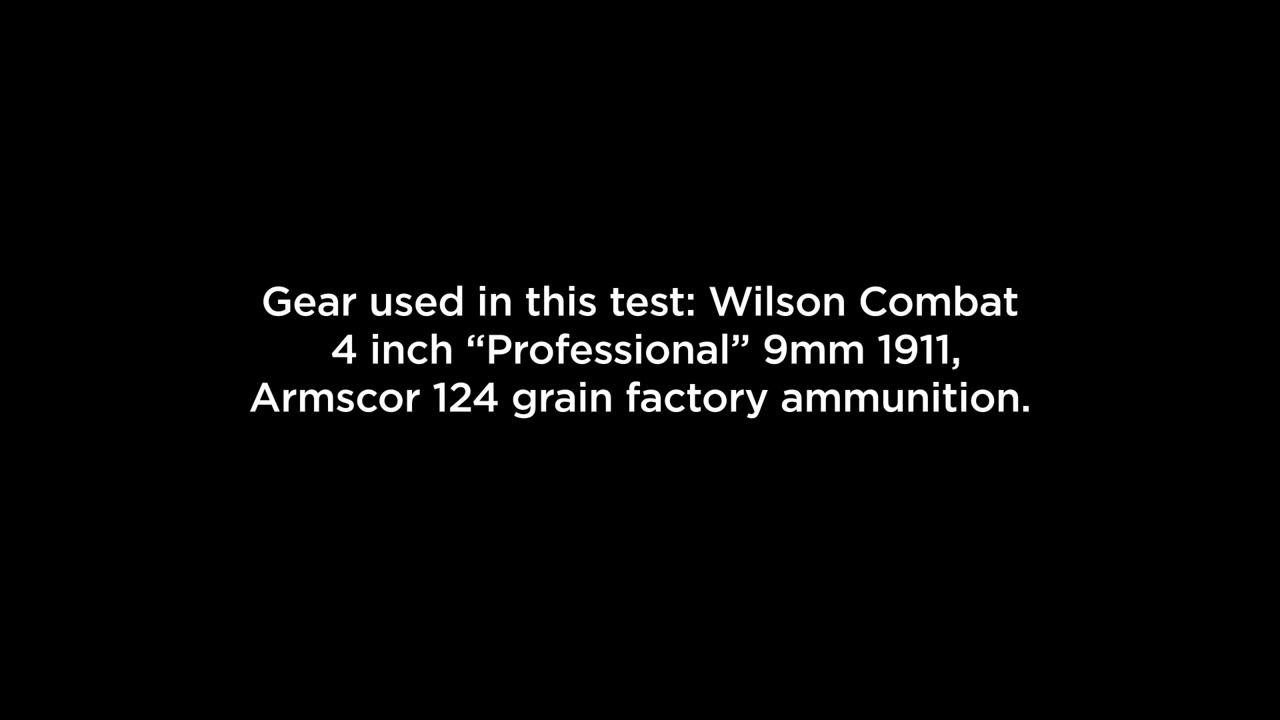 Gear used in this test: Wilson Combat
4 inch “Professional” 9mm 1911,
Armscor 124 grain factory ammunition.